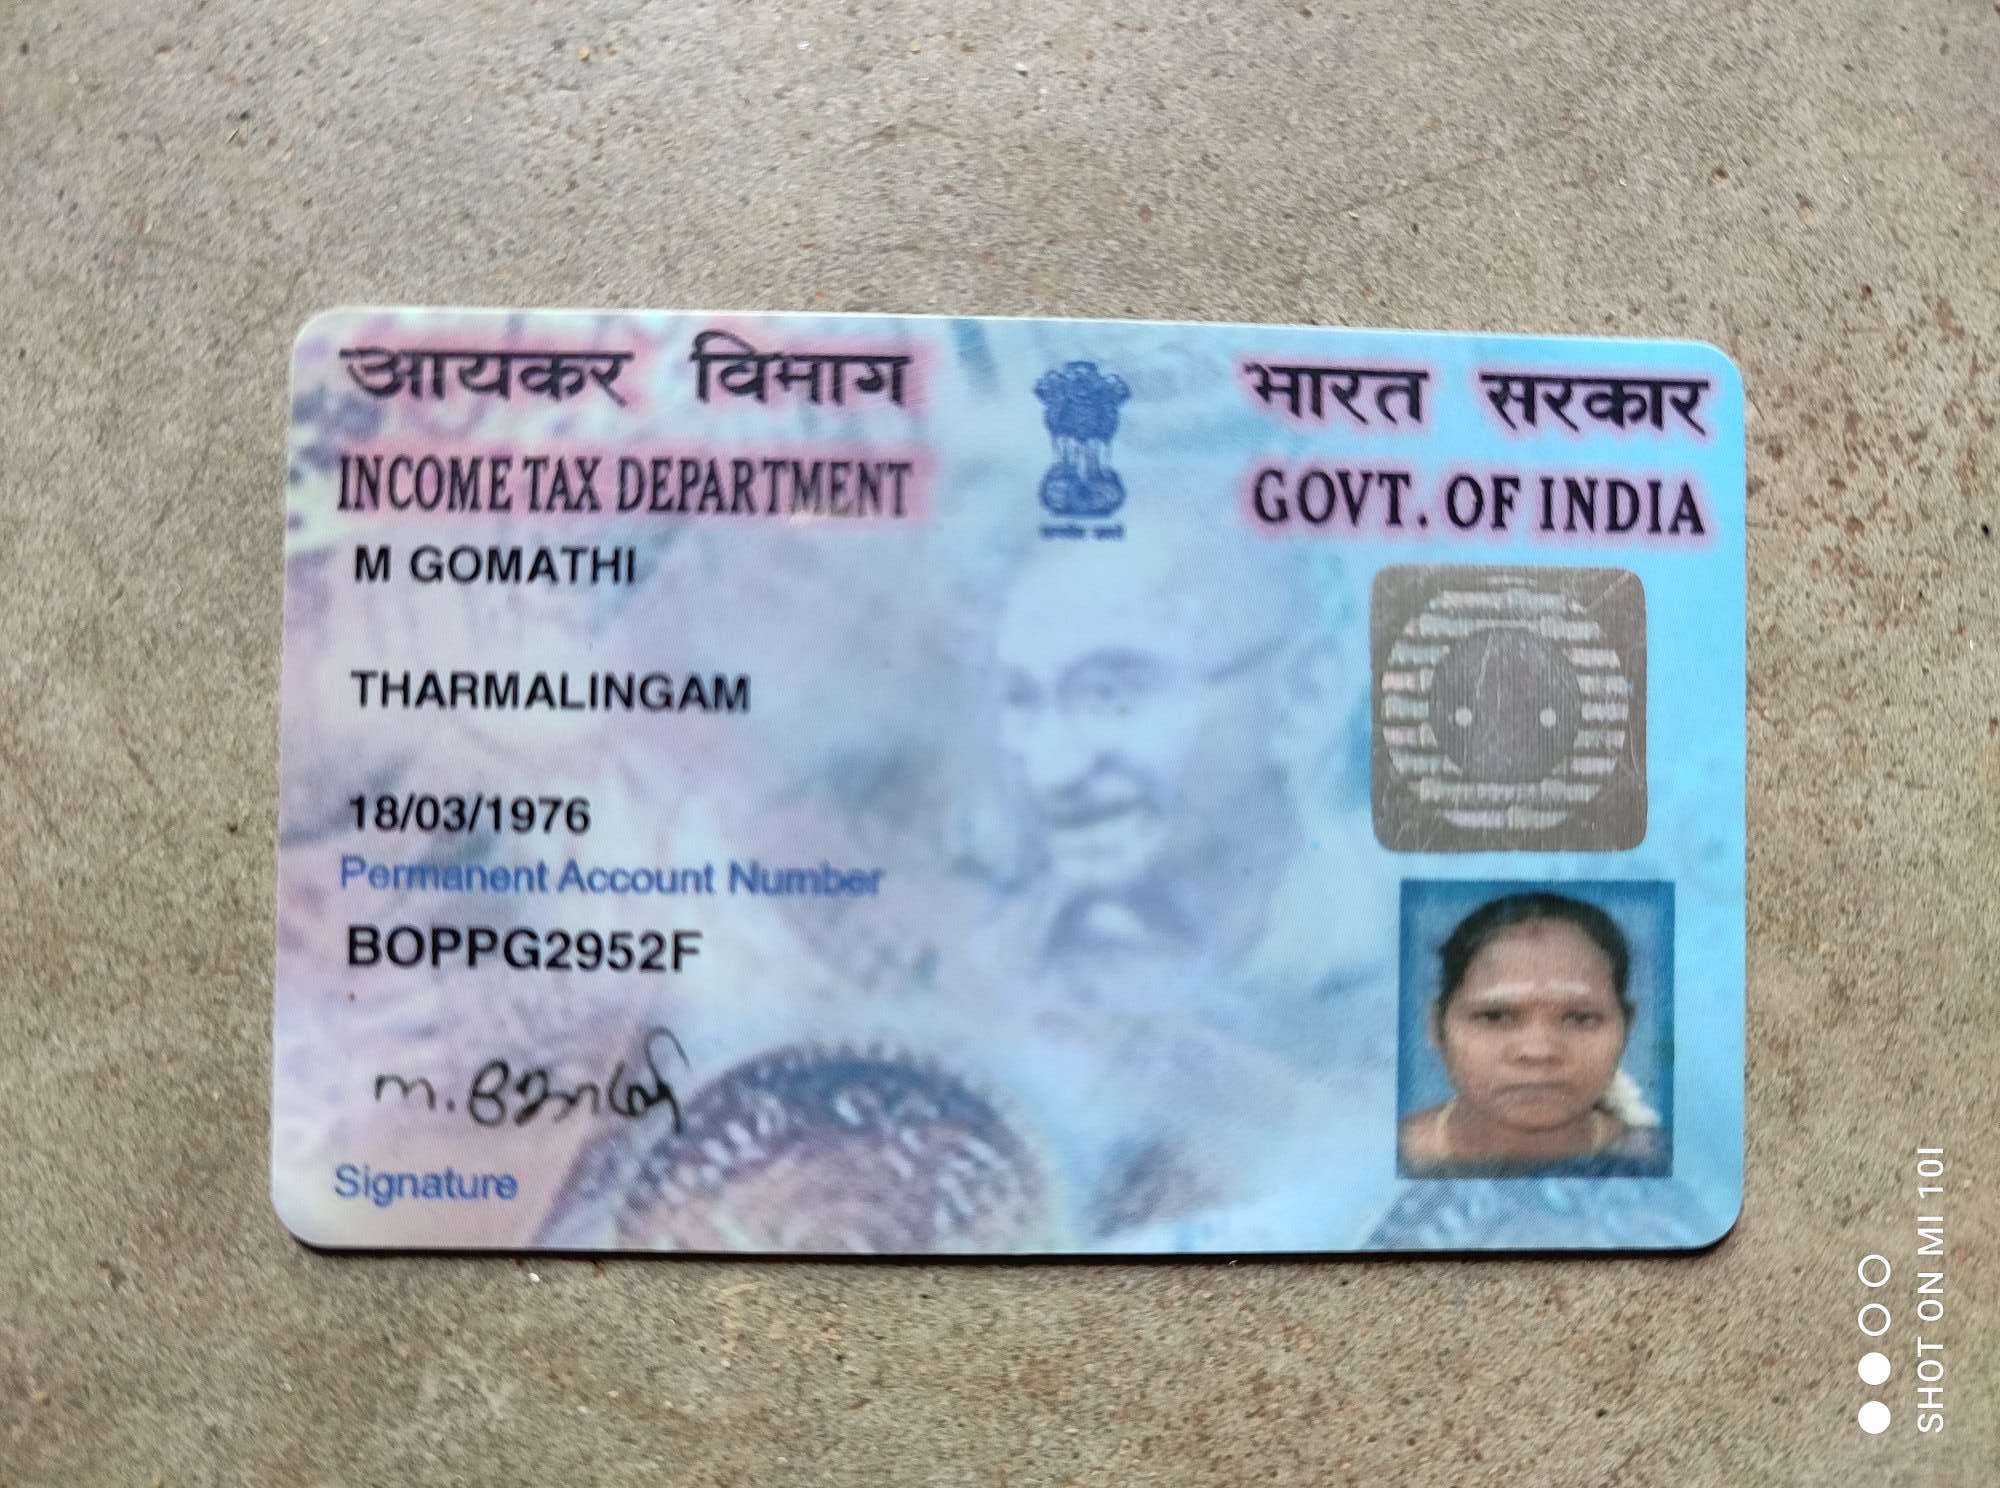 आयकर विभाग
INCOME TAX DEPARTMENT
भारत सरकार
GOVT. OF INDIA
M GOMATHI
THARMALINGAM
18/03/1976
Permanent Account Number
BOPPG2952F
Signature
SHOT ON MI 10I